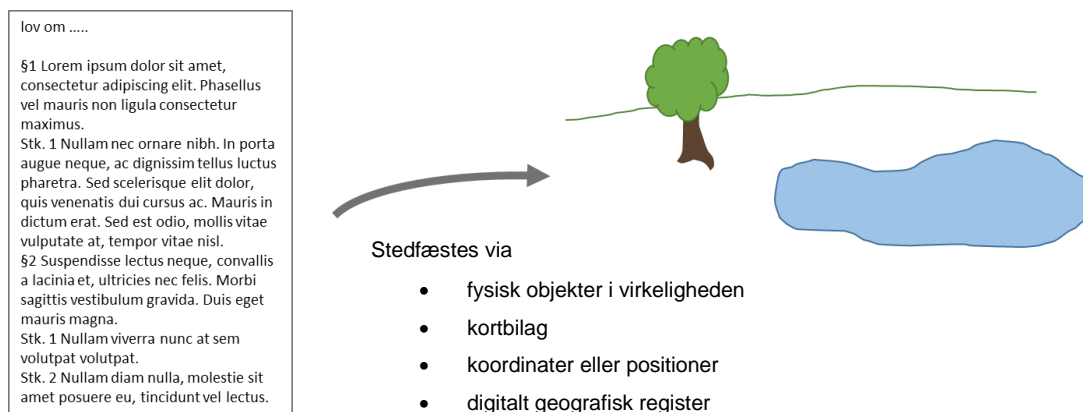 lov om .....
§1 Lorem ipsum dolor sit amet,
consectetur adipiscing elit. Phasellus
vel mauris non ligula consectetur
maximus.
Stk. 1 Nullam nec ornare nibh. In porta
augue neque, ac dignissim tellus luctus
pharetra. Sed scelerisque elit dolor,
quis venenatis dui cursus ac. Mauris in
dictum erat. Sed est odio, mollis vitae
vulputate at, tempor vitae nisl.
§2 Suspendisse lectus neque, convallis
a lacinia et, ultricies nec felis. Morbi
sagittis vestibulum gravida. Duis eget
mauris magna.
Stk. 1 Nullam viverra nunc at sem
volutpat volutpat.
Stk. 2 Nullam diam nulla, molestie sit
amet posuere eu, tincidunt vel lectus.
Stedfæstes via
• fysisk objekter i virkeligheden
• kortbilag
• koordinater eller positioner
• digitalt geografisk register